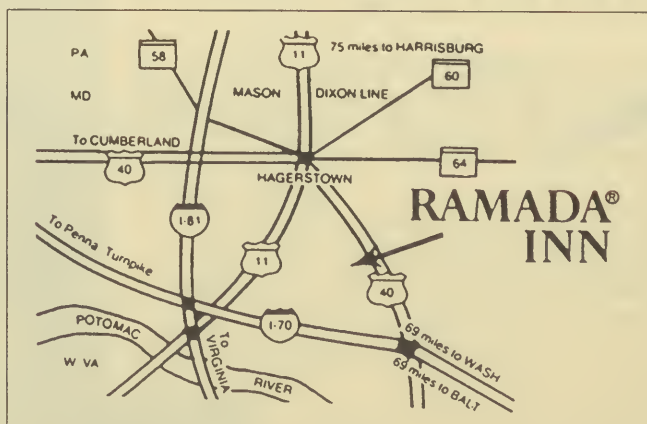 PA
58
11
75 miles to HARRISBURG
60
MD
MASON
DIXON LINE
To CUMBERLAND
40
64
HAGERSTOWN
RAMADA®
INN
I-81
To Penna Turnpike
11
40
I-70
POTOMAC
To
VIRGINIA
69 miles to WASH
69 miles to BALT
W VA
RIVER